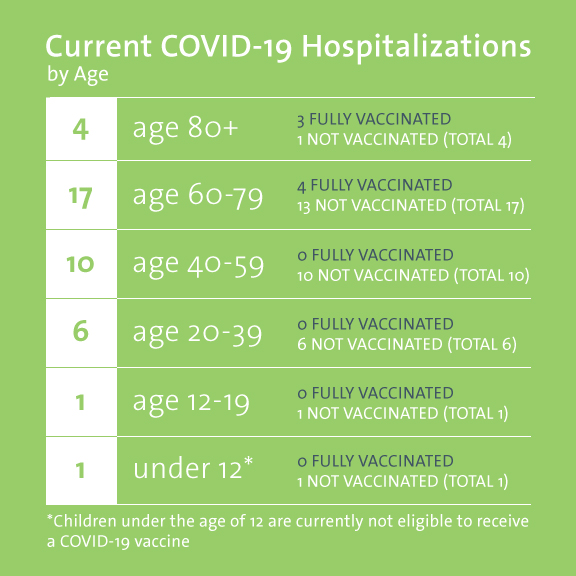 Current COVID-19 Hospitalizations
by Age
4 age 80+ 3 FULLY VACCINATED
1 NOT VACCINATED (TOTAL 4)
17 age 60-79 4 FULLY VACCINATED
13 NOT VACCINATED (TOTAL 17)
10 age 40-59 0 FULLY VACCINATED
10 NOT VACCINATED (TOTAL 10)
6 age 20-39 0 FULLY VACCINATED
6 NOT VACCINATED (TOTAL 6)
1 age 12-19 0 FULLY VACCINATED
1 NOT VACCINATED (TOTAL 1)
1 under 12* 0 FULLY VACCINATED
1 NOT VACCINATED (TOTAL 1)
*Children under the age of 12 are currently not eligible to receive
a COVID-19 vaccine